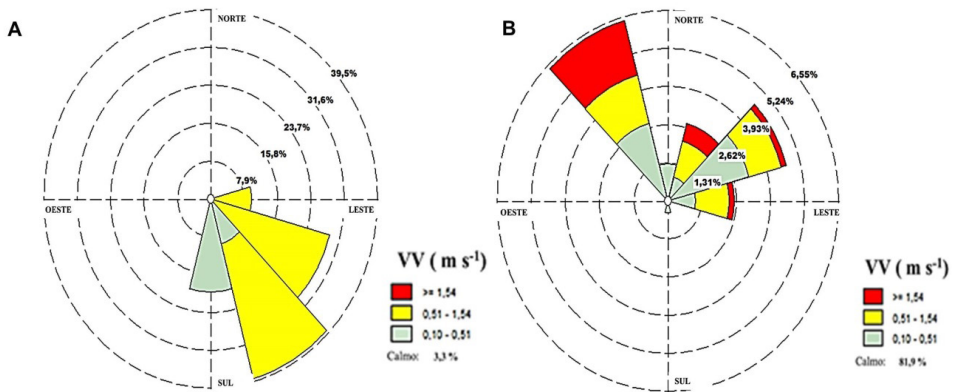 A
NORTE
39,5%
31,6%
23,7%
15,8%
7,9%
OESTE
LESTE
SUL
VV ( m s-1)
>= 1,54
0,51 - 1,54
0,10 - 0,51
Calmo: 3,3 %
B
NORTE
6,55%
5,24%
3,93%
2,62%
1,31%
OESTE
LESTE
SUL
VV ( m s-1)
>= 1,54
0,51 - 1,54
0,10 - 0,51
Calmo: 81,9 %